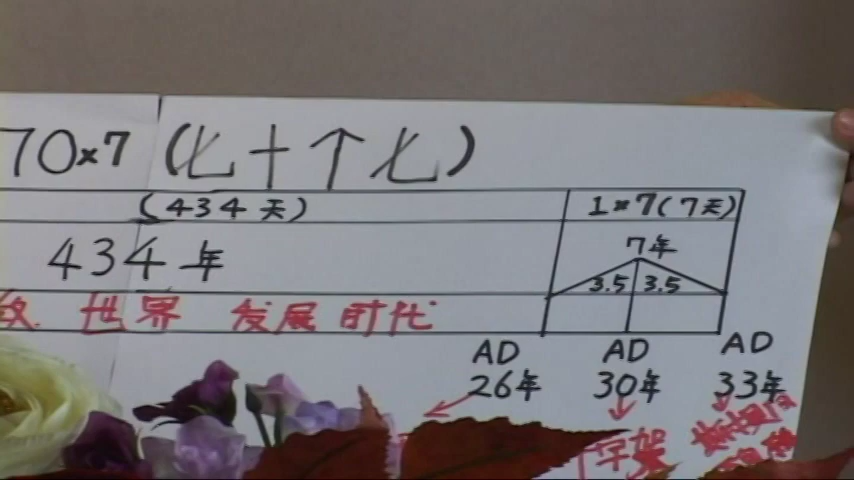 70×7 (七十个七)
(434天) 1×7(7天)
434年 7年
3.5 3.5
世界 发展 时代
AD AD AD
26年 30年 33年
十字架